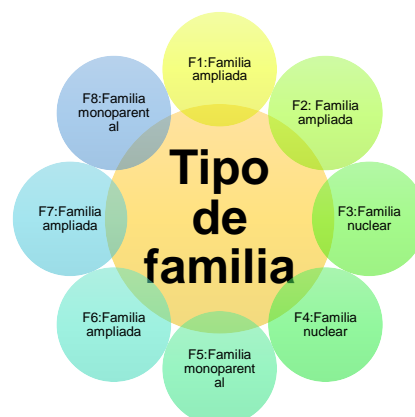 F1:Familia
ampliada
F2: Familia
ampliada
F3:Familia
nuclear
F4:Familia
nuclear
F5:Familia
monoparent
al
F6:Familia
ampliada
F7:Familia
ampliada
F8:Familia
monoparent
al
Tipo
de
familia